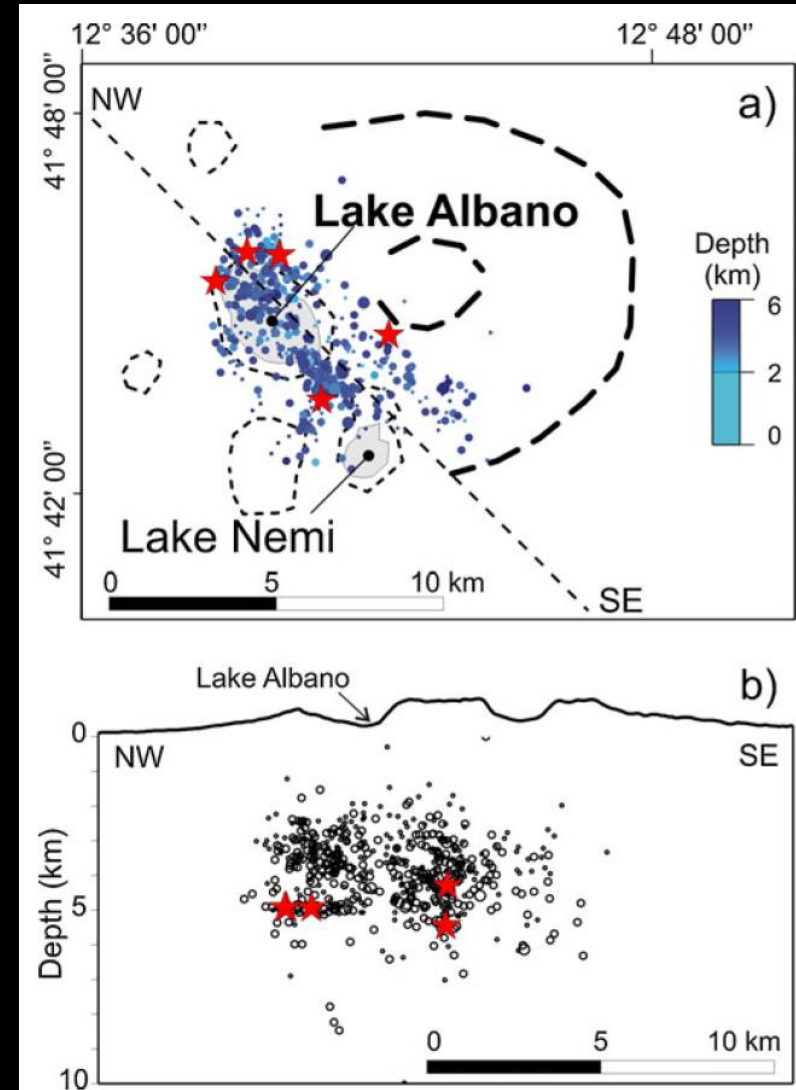 12° 36' 00"
12° 48' 00"
41° 48' 00"
NW
a)
Lake Albano
Depth
(km)
6
2
0
41° 42' 00"
Lake Nemi
0
5
10 km
SE
Lake Albano
b)
0
NW
SE
Depth (km)
5
0
5
10 km
10